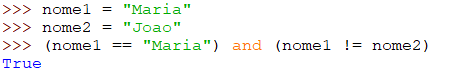 >>> nome1 = "Maria"
>>> nome2 = "Joao"
>>> (nome1 == "Maria") and (nome1 != nome2)
True